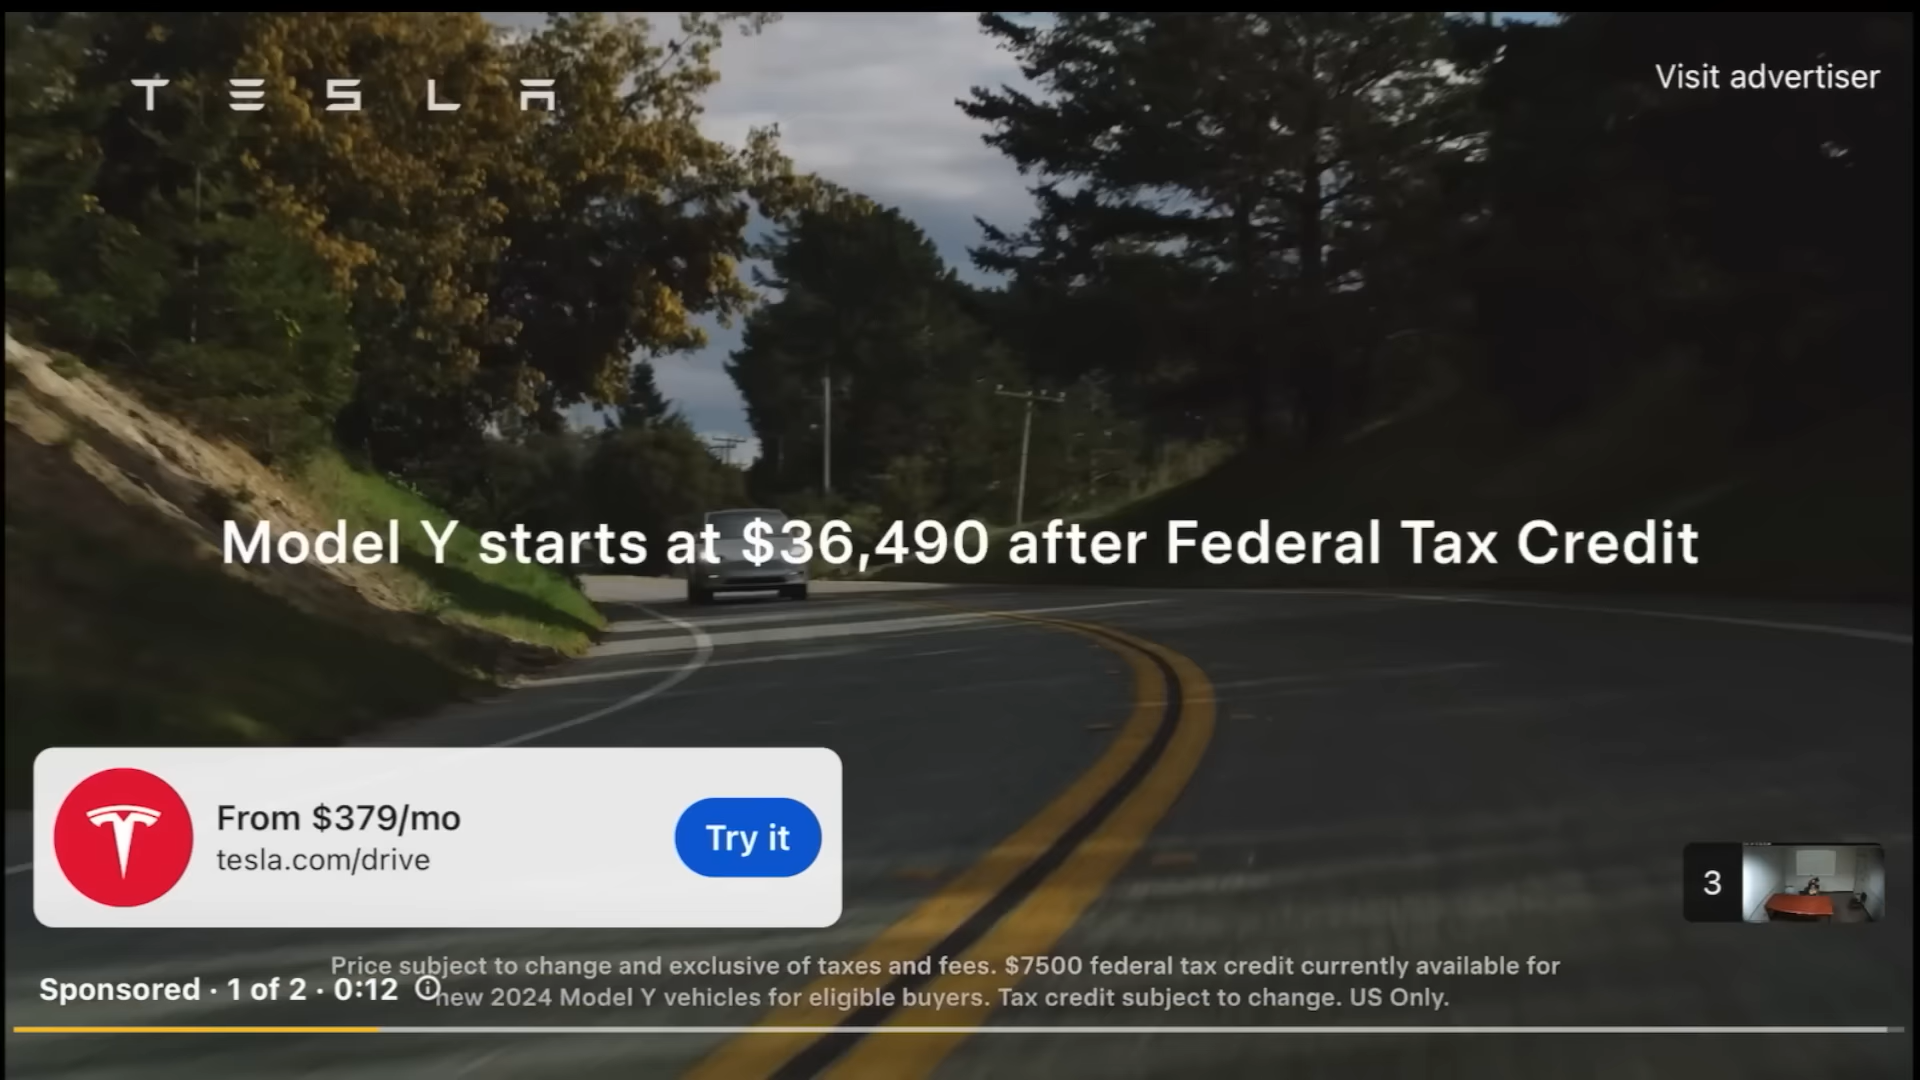 TESLA
Visit advertiser
Model Y starts at $36,490 after Federal Tax Credit
From $379/mo
tesla.com/drive
Try it
3
Price subject to change and exclusive of taxes and fees. $7500 federal tax credit currently available for
new 2024 Model Y vehicles for eligible buyers. Tax credit subject to change. US Only.
Sponsored · 1 of 2 · 0:12